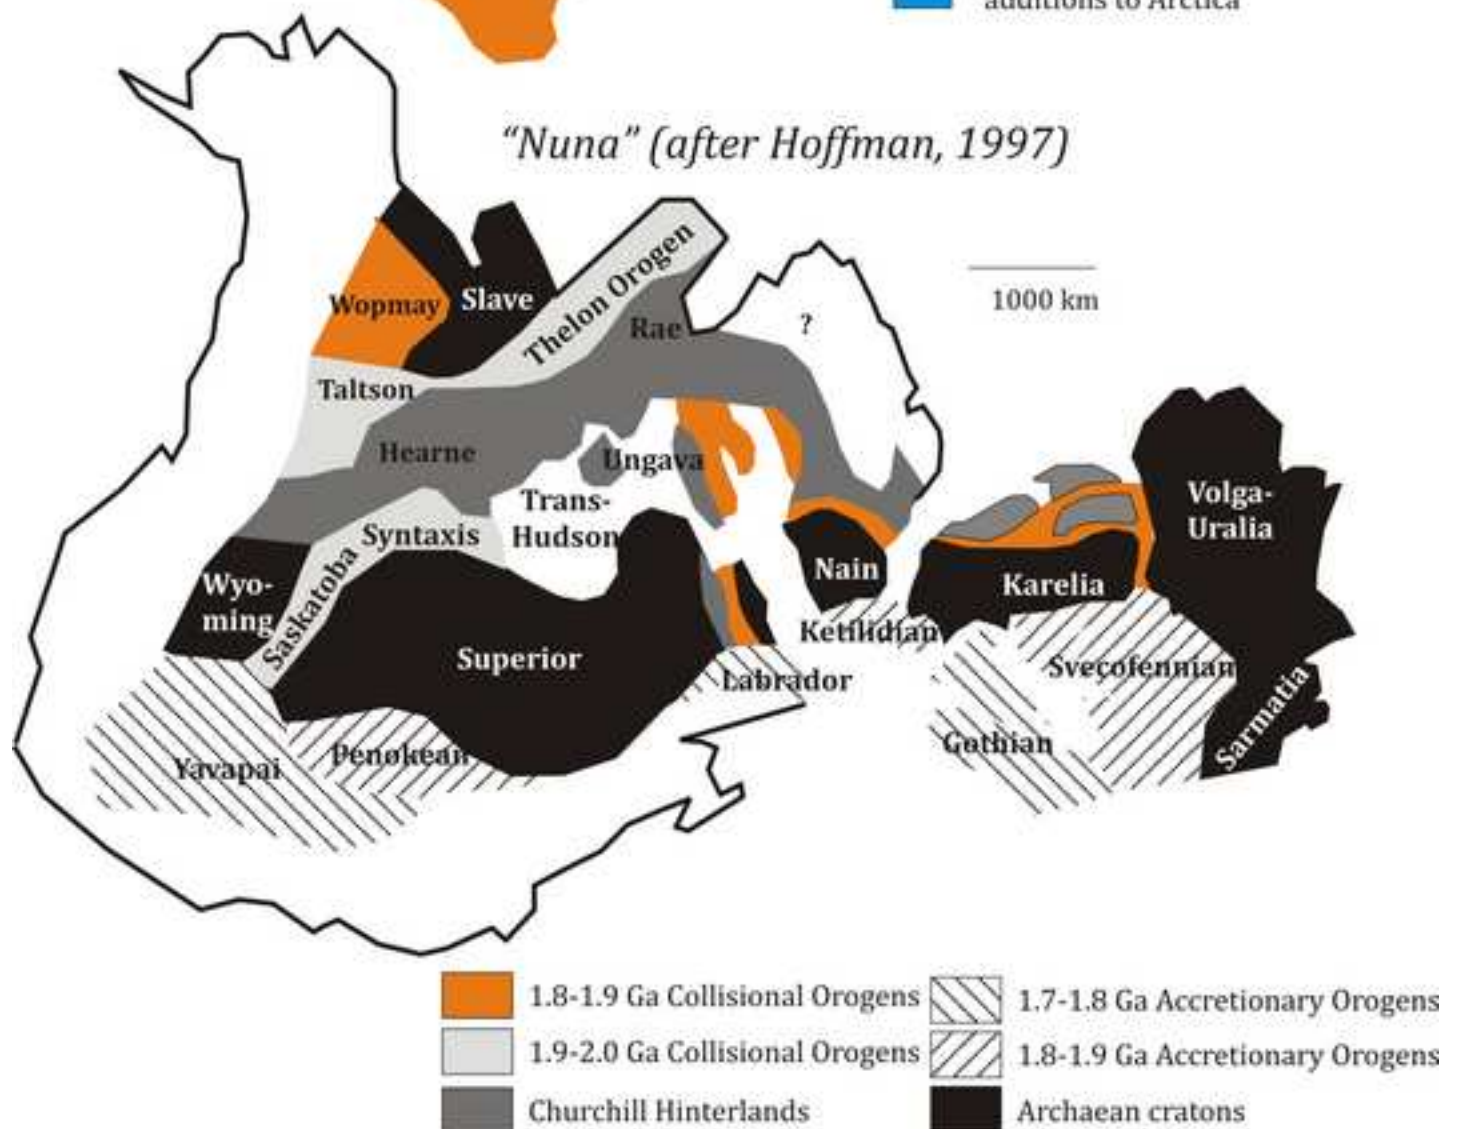 additions to Arctica
“Nuna” (after Hoffman, 1997)
1000 km
Wopmay
Slave
Thelon Orogen
Rae
?
Taltson
Hearne
Ungava
Trans-
Hudson
Syntaxis
Saskatoba
Wyo-
ming
Superior
Nain
Ketilidian
Labrador
Karelia
Volga-
Uralia
Svecofennian
Sarmatia
Gothian
Yavapai
Penokean
1.8-1.9 Ga Collisional Orogens
1.9-2.0 Ga Collisional Orogens
Churchill Hinterlands
1.7-1.8 Ga Accretionary Orogens
1.8-1.9 Ga Accretionary Orogens
Archaean cratons